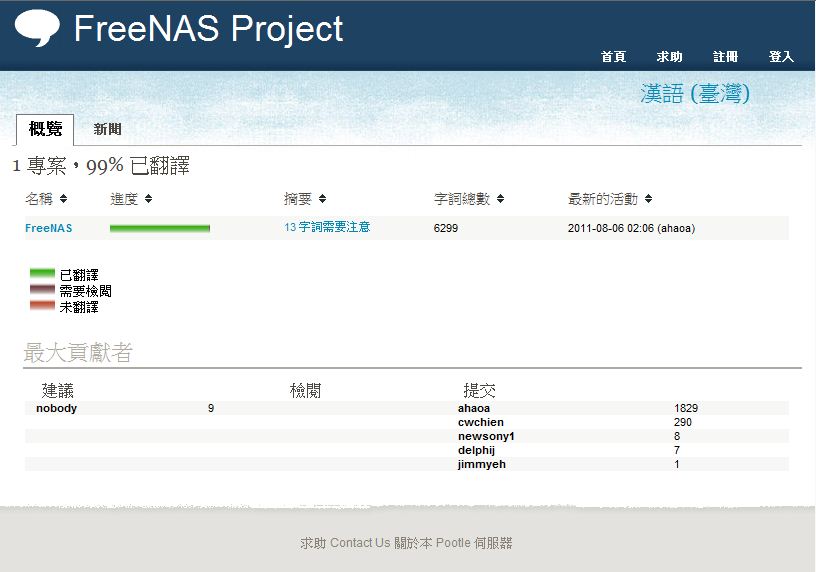 FreeNAS Project
首頁 求助 註冊 登入
漢語 (臺灣)
概覽 新聞
1 專案，99% 已翻譯
名稱 進度 摘要 字詞總數 最新的活動
FreeNAS 13 字詞需要注意 6299 2011-08-06 02:06 (ahaoa)
已翻譯
需要檢閱
未翻譯
最大貢獻者
建議 檢閱 提交
nobody 9 ahaoa 1829
cwchien 290
newsony1 8
delphij 7
jimmyeh 1
求助 Contact Us 關於本 Pootle 伺服器